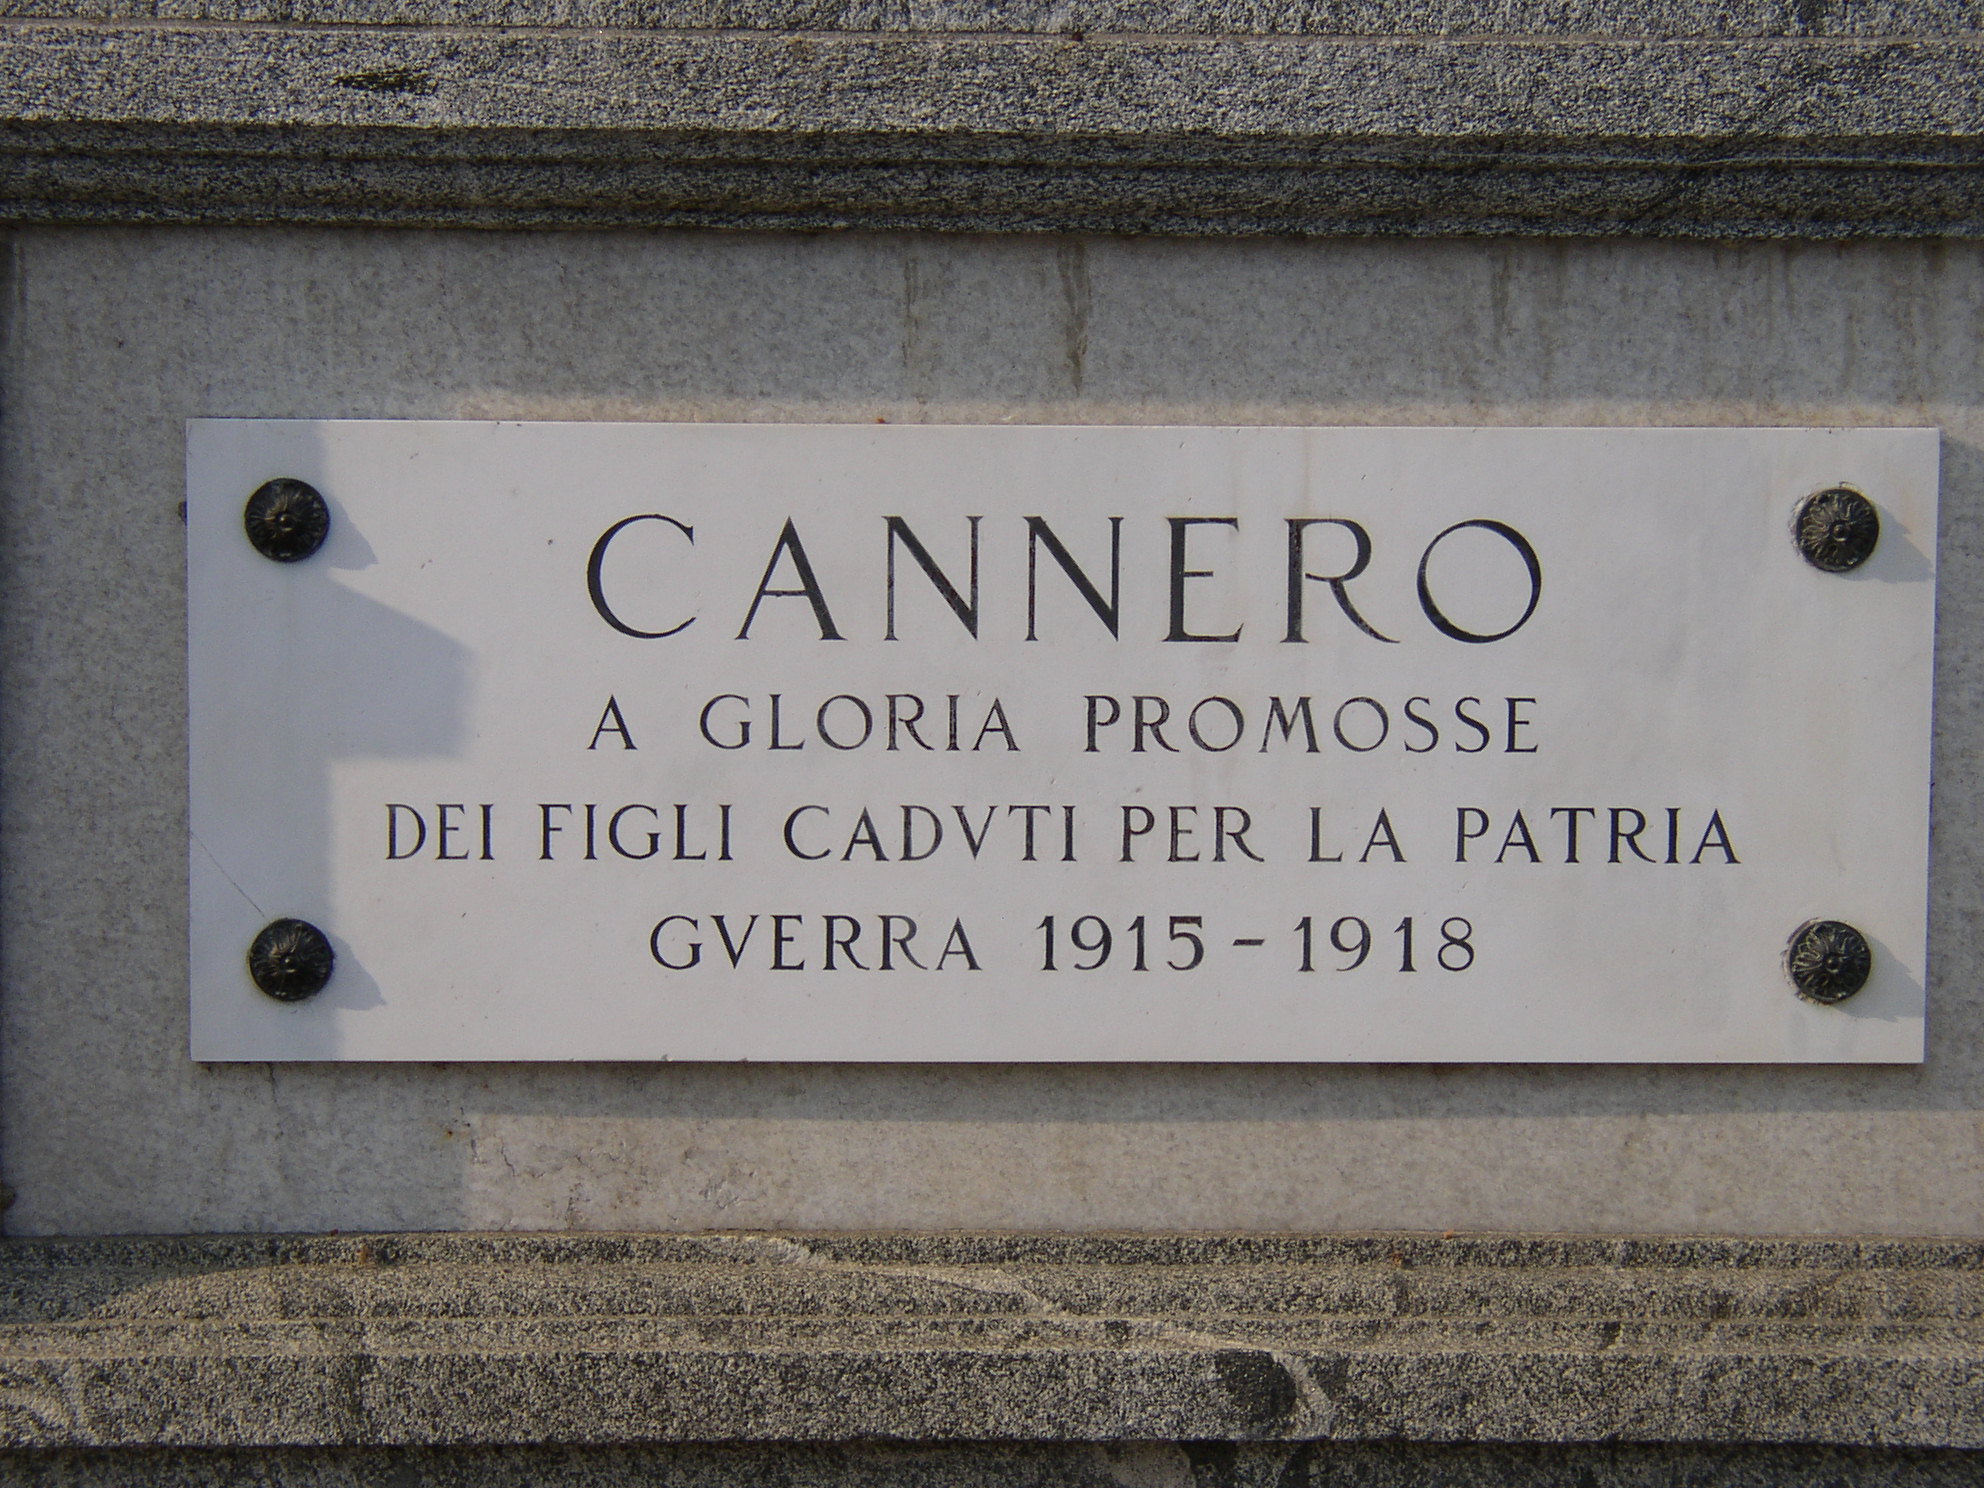 CANNERO
A GLORIA PROMOSSE
DEI FIGLI CADVTI PER LA PATRIA
GVERRA 1915-1918